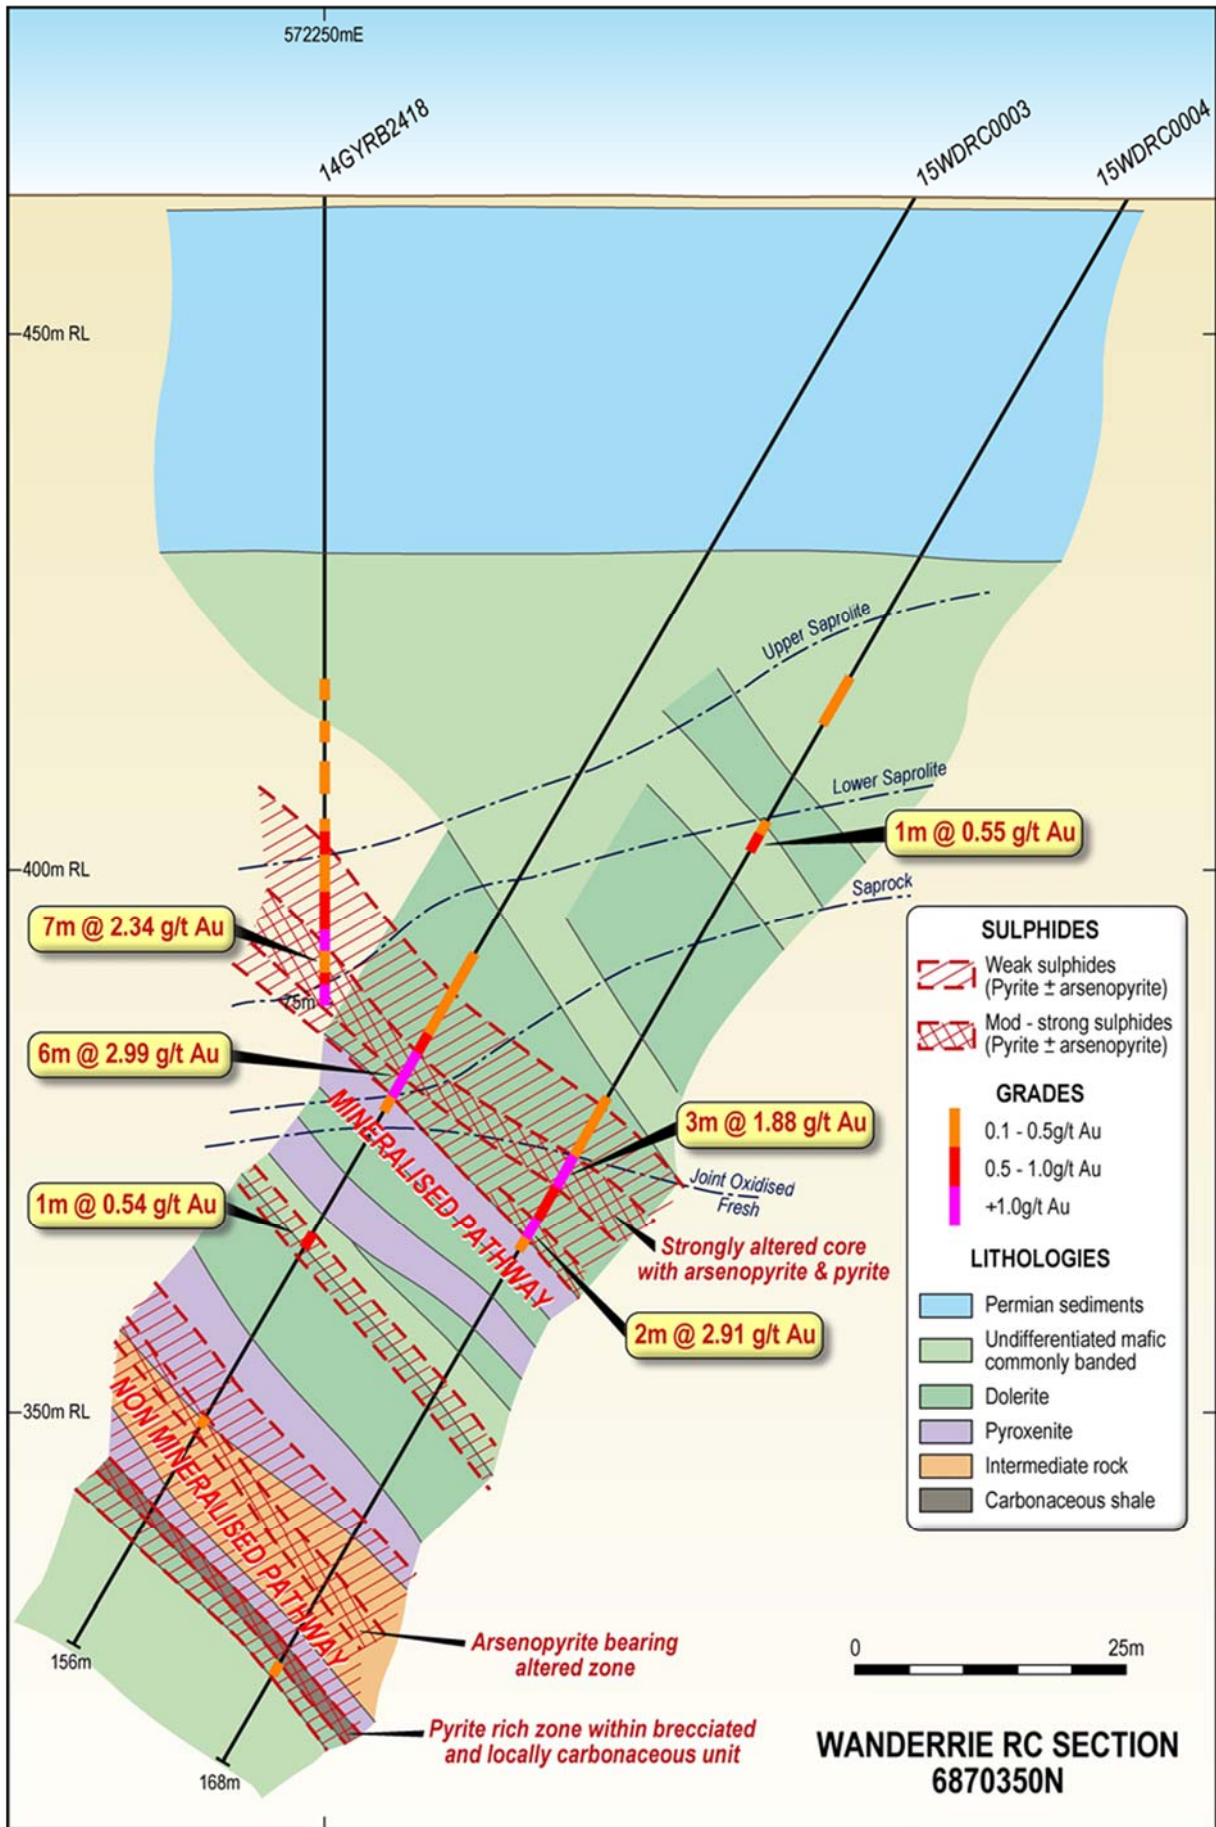 572250mE
14GYRB2418
15WDRC0003
15WDRC0004
450m RL
Upper Saprolite
Lower Saprolite
1m @ 0.55 g/t Au
400m RL
Saprock
7m @ 2.34 g/t Au
75m
6m @ 2.99 g/t Au
MINERALISED PATHWAY
3m @ 1.88 g/t Au
Joint Oxidised
Fresh
1m @ 0.54 g/t Au
Strongly altered core
with arsenopyrite & pyrite
2m @ 2.91 g/t Au
350m RL
NON MINERALISED PATHWAY
Arsenopyrite bearing
altered zone
156m
Pyrite rich zone within brecciated
and locally carbonaceous unit
168m
SULPHIDES
Weak sulphides
(Pyrite ± arsenopyrite)
Mod - strong sulphides
(Pyrite ± arsenopyrite)
GRADES
0.1 - 0.5g/t Au
0.5 - 1.0g/t Au
+1.0g/t Au
LITHOLOGIES
Permian sediments
Undifferentiated mafic
commonly banded
Dolerite
Pyroxenite
Intermediate rock
Carbonaceous shale
0
25m
WANDERRIE RC SECTION
6870350N